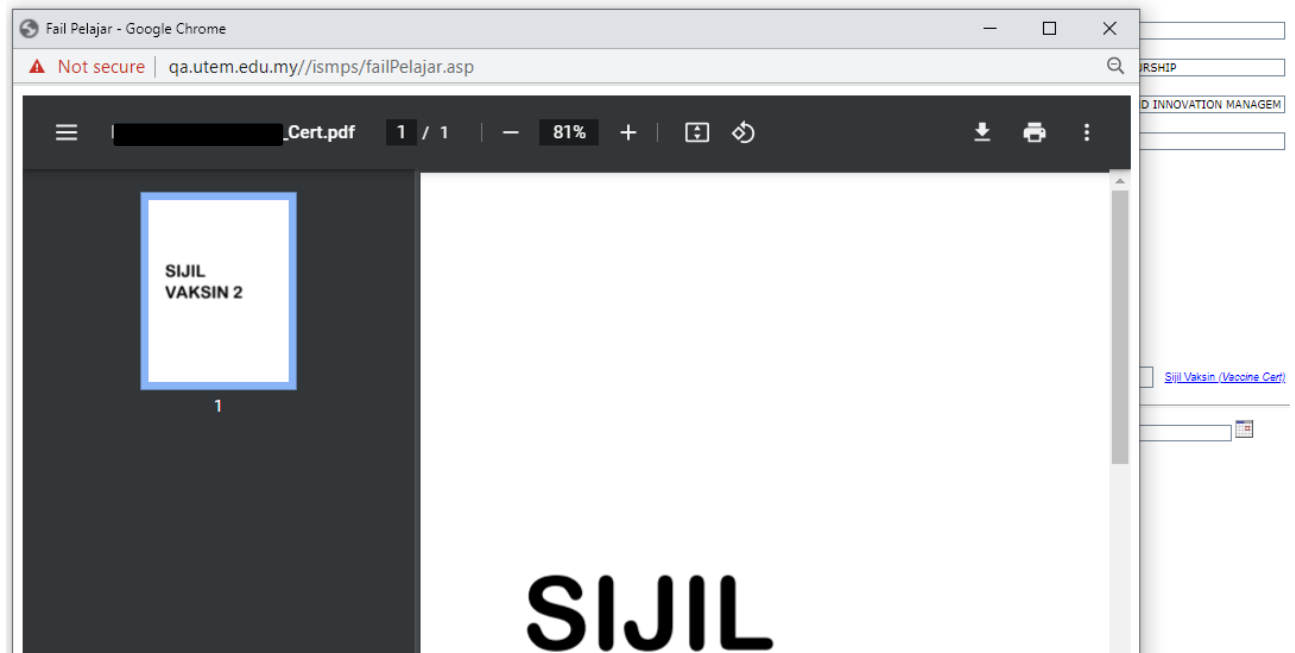 Fail Pelajar - Google Chrome
Not secure | qa.utem.edu.my//ismps/failPelajar.asp
_Cert.pdf 1 / 1 81%
SIJIL
VAKSIN 2
1
SIJIL
RSHIP
D INNOVATION MANAGEM
Sijil Vaksin (Vaccine Cert)